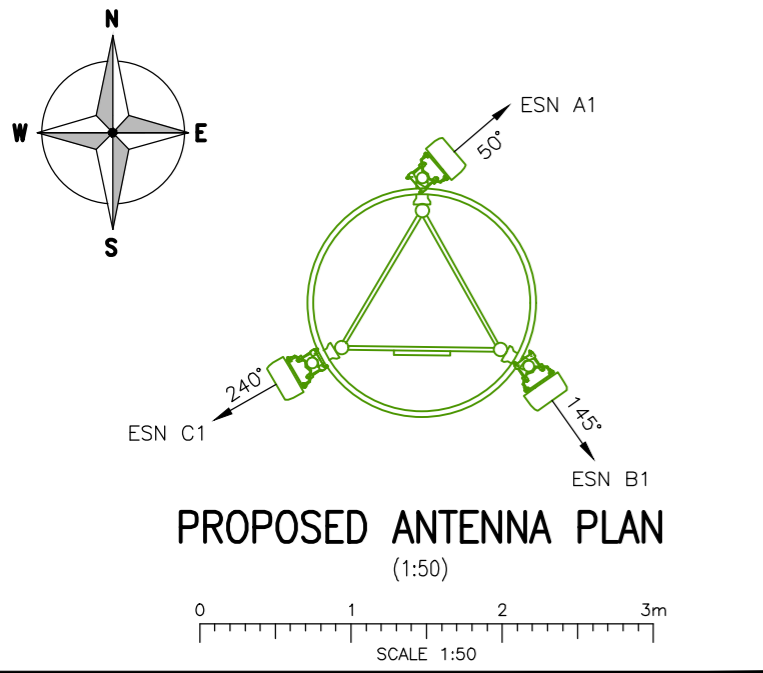 N
W E
S
ESN A1
50°
240°
ESN C1
145°
ESN B1
PROPOSED ANTENNA PLAN
(1:50)
0 1 2 3m
SCALE 1:50